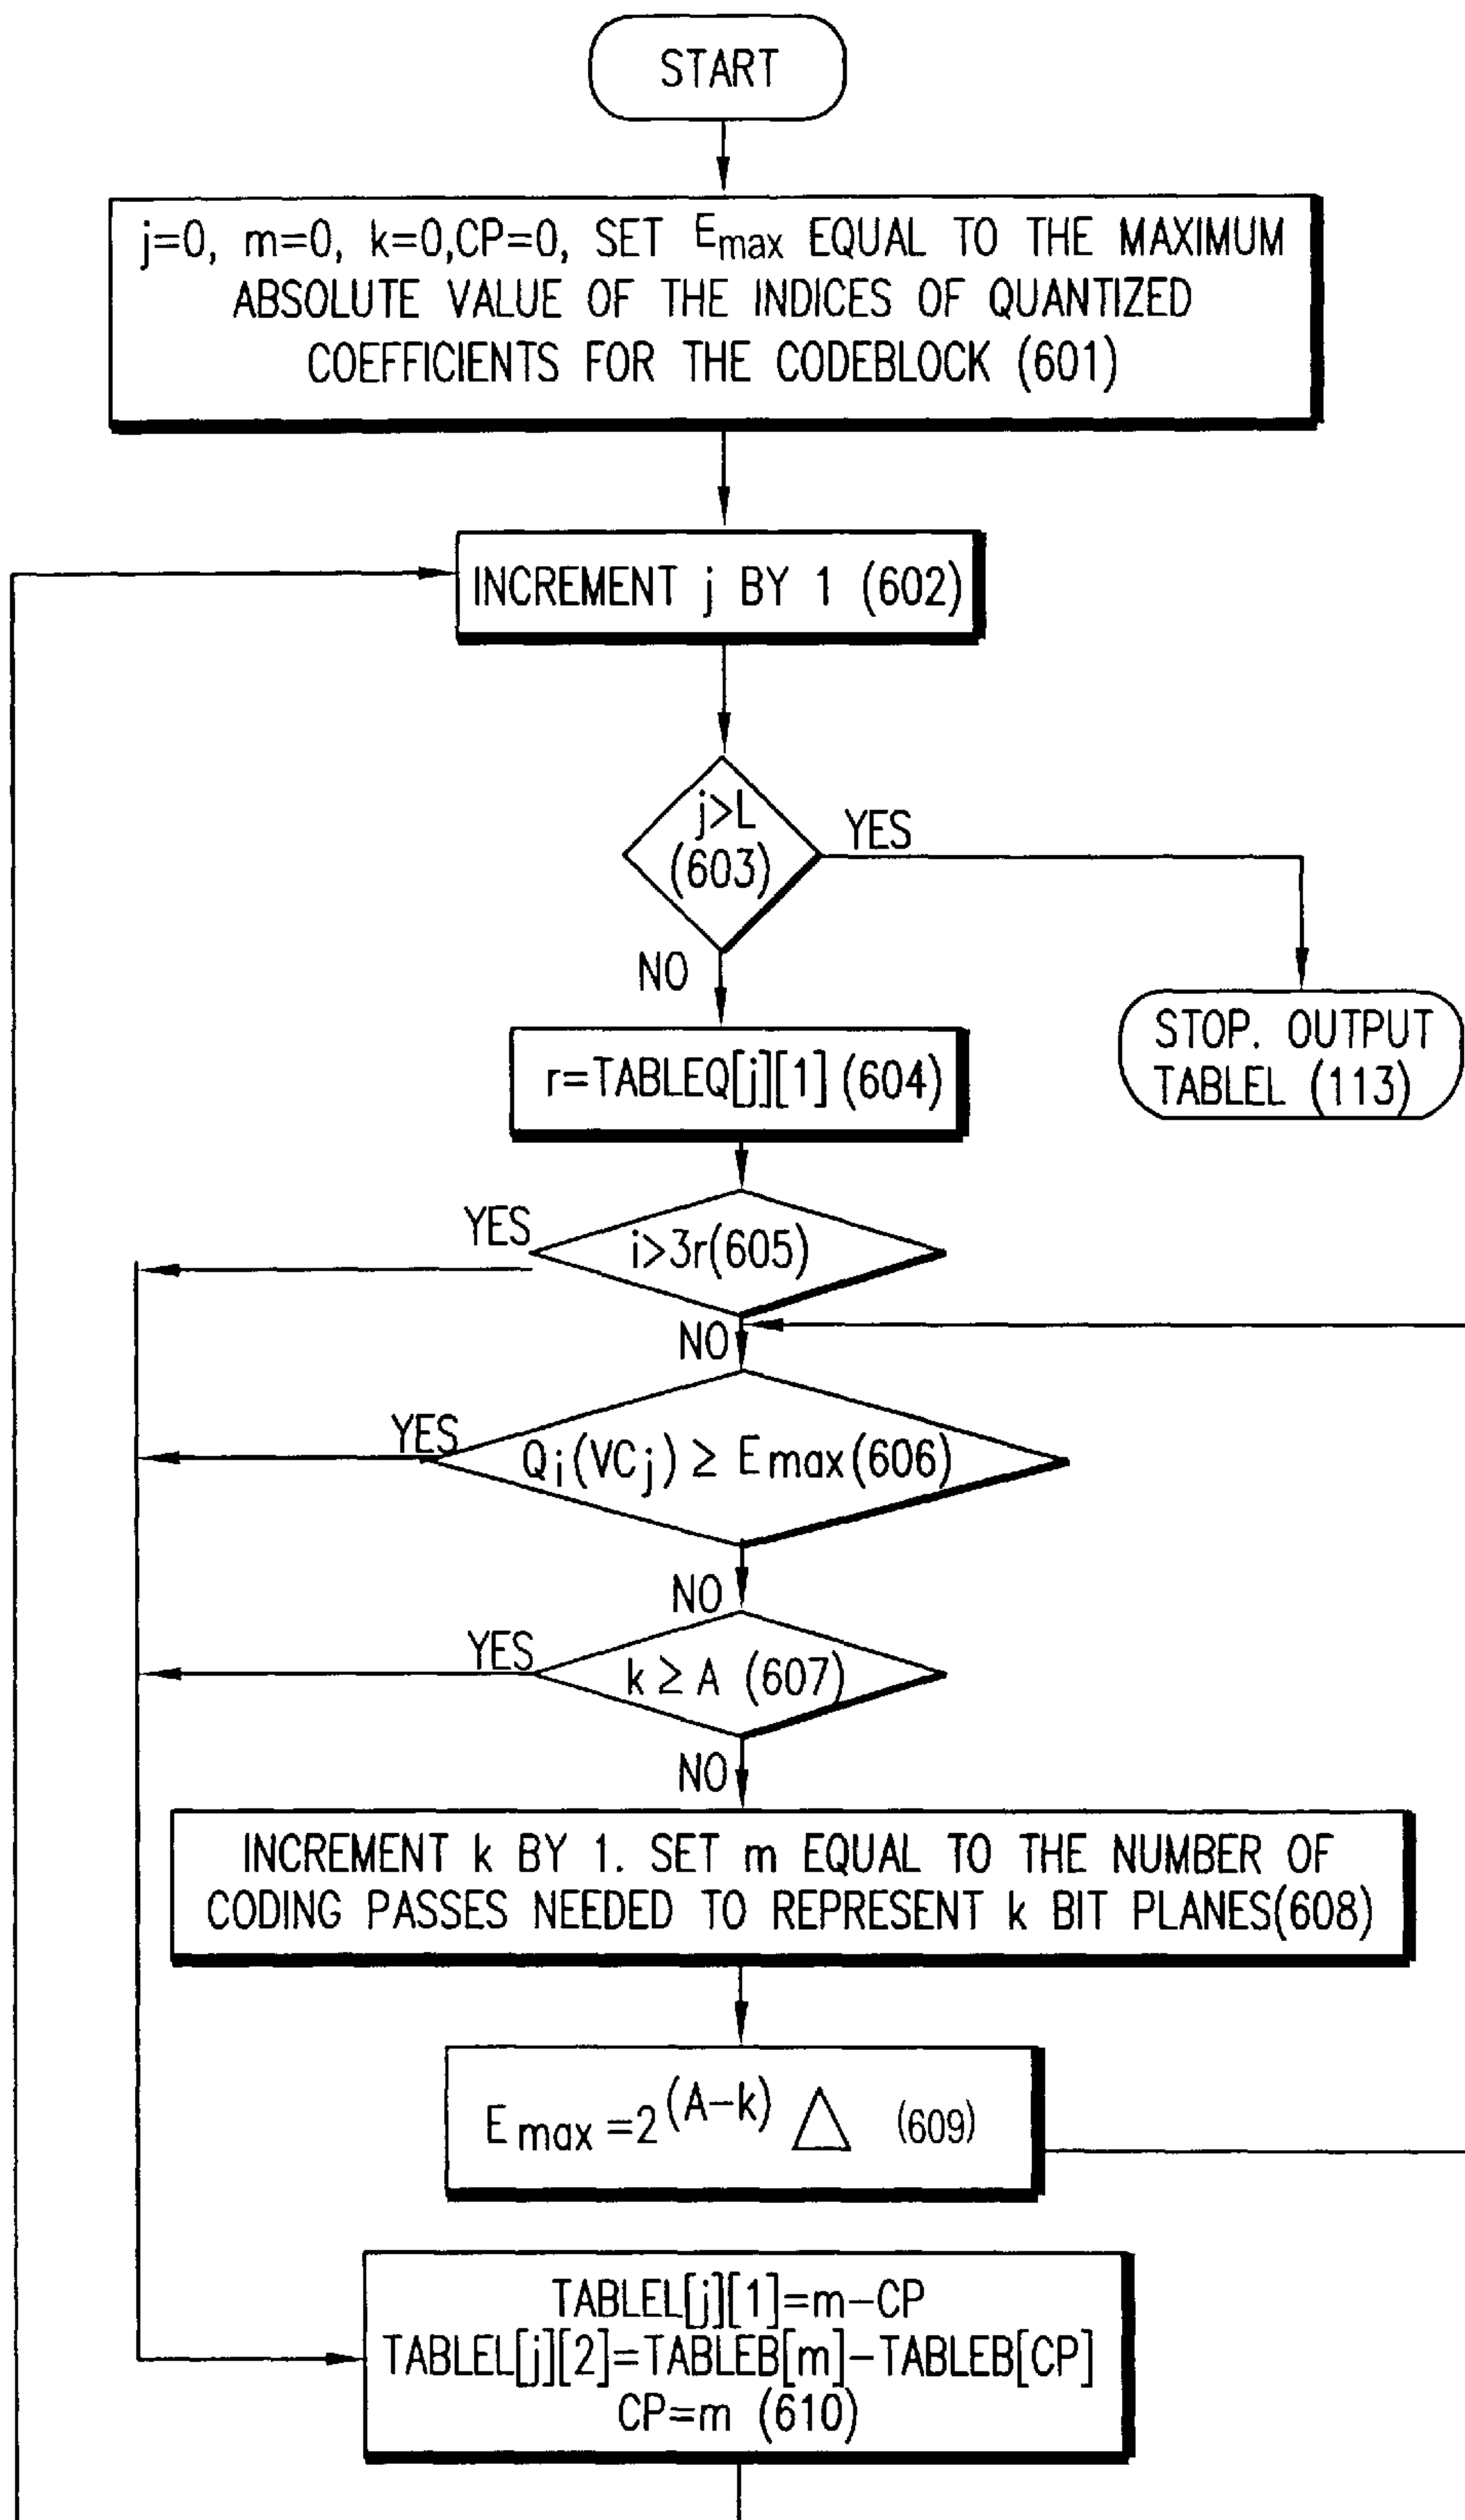 START
j=0, m=0, k=0,CP=0, SET Emax EQUAL TO THE MAXIMUM
ABSOLUTE VALUE OF THE INDICES OF QUANTIZED
COEFFICIENTS FOR THE CODEBLOCK (601)
INCREMENT j BY 1 (602)
j>L
(603)
YES
NO
STOP. OUTPUT
TABLEL (113)
r=TABLEQ[j][1] (604)
YES
i>3r(605)
NO
YES
Qi(VCj) ≥ Emax(606)
NO
YES
k ≥ A (607)
NO
INCREMENT k BY 1. SET m EQUAL TO THE NUMBER OF
CODING PASSES NEEDED TO REPRESENT k BIT PLANES(608)
Emax=2^(A-k) △ (609)
TABLEL[j][1]=m-CP
TABLEL[j][2]=TABLEB[m]-TABLEB[CP]
CP=m (610)